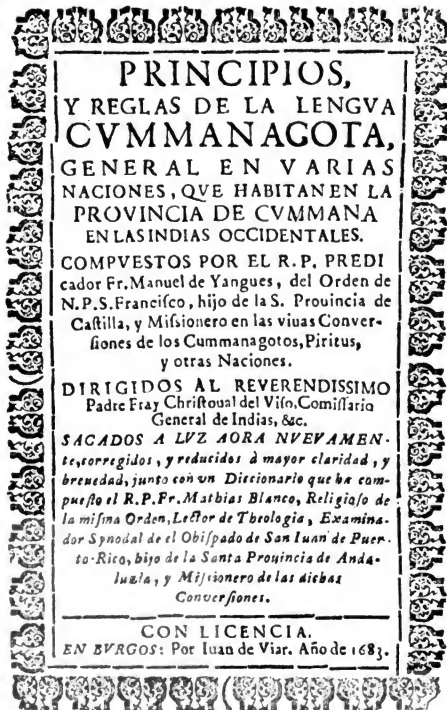 PRINCIPIOS,
Y REGLAS DE LA LENGVA
CVMMANAGOTA,
GENERAL EN VARIAS
NACIONES, QVE HABITAN EN LA
PROVINCIA DE CVMMANA
EN LAS INDIAS OCCIDENTALES.
COMPVESTOS POR EL R.P. PREDI
cador Fr. Manuel de Yangues, del Orden de
N.P.S. Franciſco, hijo de la S. Prouincia de
Caſtilla, y Miſsionero en las viuas Conver-
ſiones de los Cummanagotos, Piritus,
y otras Naciones.
DIRIGIDOS AL REVERENDISSIMO
Padre Fray Chriſtoual del Viſo, Comiſſario
General de Indias, &c.
SACADOS A LVZ AORA NVEVAMEN-
te, corregidos, y reducidos à mayor claridad, y
breuedad, junto con vn Diccionario que ha com-
pueſto el R.P. Fr. Mathias Blanco, Religioſo de
la miſma Orden, Lector de Theologia, Examina-
dor Synodal de el Obiſpado de San Iuan de Puer-
to-Rico, hijo de la Santa Prouincia de Anda-
luzla, y Miſsionero de las dichas
Converſiones.
CON LICENCIA.
EN BVRGOS: Por Iuan de Viar. Año de 1683.